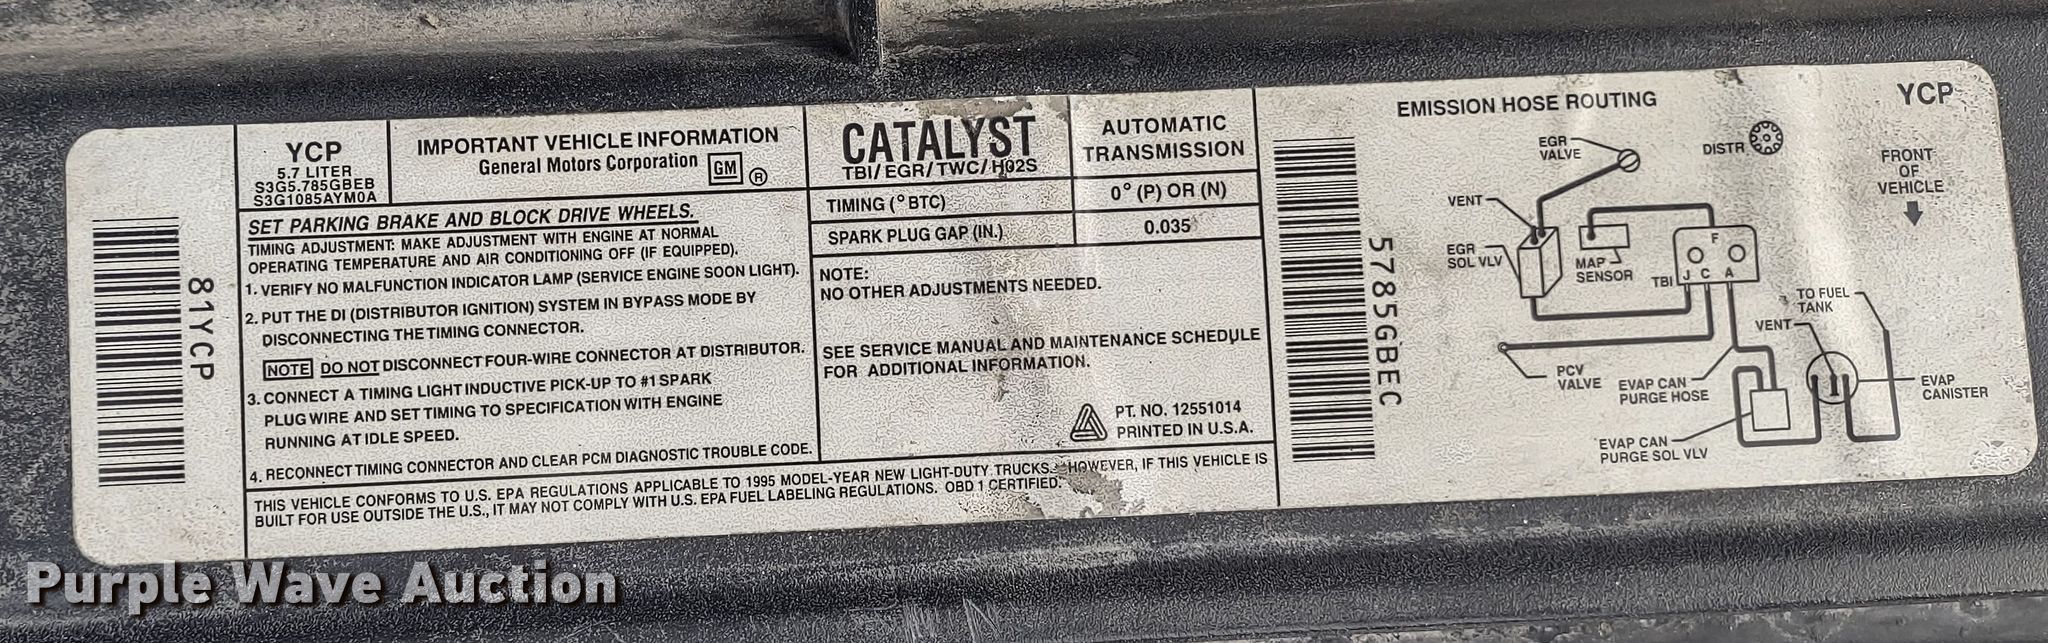 81YCP
YCP
5.7 LITER
S3G5.785GBEB
S3G1085AYM0A
IMPORTANT VEHICLE INFORMATION
General Motors Corporation GM ®
SET PARKING BRAKE AND BLOCK DRIVE WHEELS.
TIMING ADJUSTMENT: MAKE ADJUSTMENT WITH ENGINE AT NORMAL
OPERATING TEMPERATURE AND AIR CONDITIONING OFF (IF EQUIPPED).
1. VERIFY NO MALFUNCTION INDICATOR LAMP (SERVICE ENGINE SOON LIGHT).
2. PUT THE DI (DISTRIBUTOR IGNITION) SYSTEM IN BYPASS MODE BY
DISCONNECTING THE TIMING CONNECTOR.
NOTE DO NOT DISCONNECT FOUR-WIRE CONNECTOR AT DISTRIBUTOR.
3. CONNECT A TIMING LIGHT INDUCTIVE PICK-UP TO #1 SPARK
PLUG WIRE AND SET TIMING TO SPECIFICATION WITH ENGINE
RUNNING AT IDLE SPEED.
4. RECONNECT TIMING CONNECTOR AND CLEAR PCM DIAGNOSTIC TROUBLE CODE.
CATALYST
TBI/EGR/TWC/HO2S
AUTOMATIC
TRANSMISSION
TIMING (°BTC)
0° (P) OR (N)
SPARK PLUG GAP (IN.)
0.035
NOTE:
NO OTHER ADJUSTMENTS NEEDED.
SEE SERVICE MANUAL AND MAINTENANCE SCHEDULE
FOR ADDITIONAL INFORMATION.
PT. NO. 12551014
PRINTED IN U.S.A.
THIS VEHICLE CONFORMS TO U.S. EPA REGULATIONS APPLICABLE TO 1995 MODEL-YEAR NEW LIGHT-DUTY TRUCKS. HOWEVER, IF THIS VEHICLE IS
BUILT FOR USE OUTSIDE THE U.S., IT MAY NOT COMPLY WITH U.S. EPA FUEL LABELING REGULATIONS. OBD 1 CERTIFIED.
5785GBEC
EMISSION HOSE ROUTING
YCP
EGR
VALVE
DISTR
FRONT
OF
VEHICLE
VENT
EGR
SOL VLV
MAP
SENSOR
F
TBI
J C A
TO FUEL
TANK
VENT
PCV
VALVE
EVAP CAN
PURGE HOSE
EVAP
CANISTER
EVAP CAN
PURGE SOL VLV
Purple Wave Auction